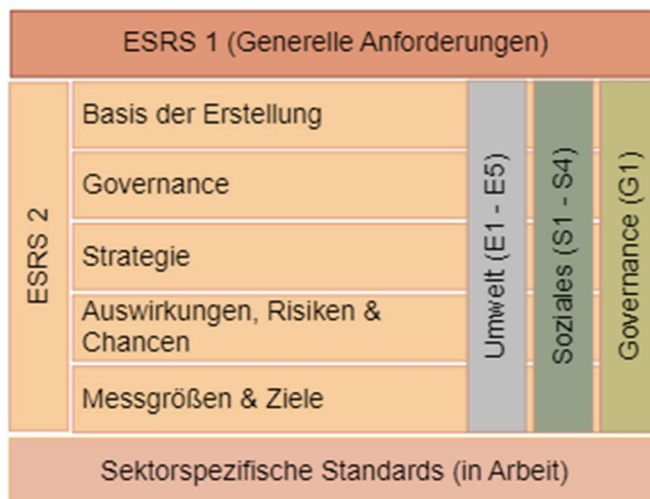 ESRS 1 (Generelle Anforderungen)
ESRS 2
Basis der Erstellung
Governance
Strategie
Auswirkungen, Risiken &
Chancen
Messgrößen & Ziele
Umwelt (E1 - E5)
Soziales (S1 - S4)
Governance (G1)
Sektorspezifische Standards (in Arbeit)